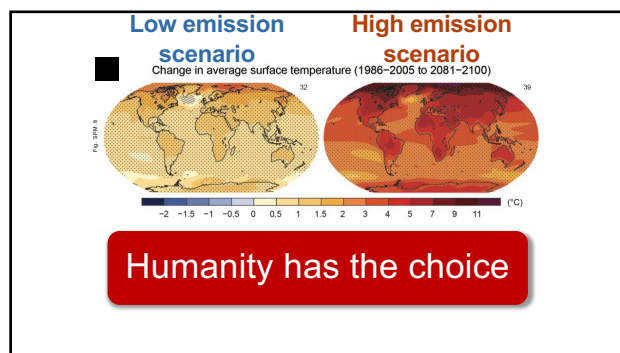 Low emission
scenario
High emission
scenario
Change in average surface temperature (1986−2005 to 2081−2100)
32
39
Fig. SPM.8
(°C)
−2 −1.5 −1 −0.5 0 0.5 1 1.5 2 3 4 5 7 9 11
Humanity has the choice